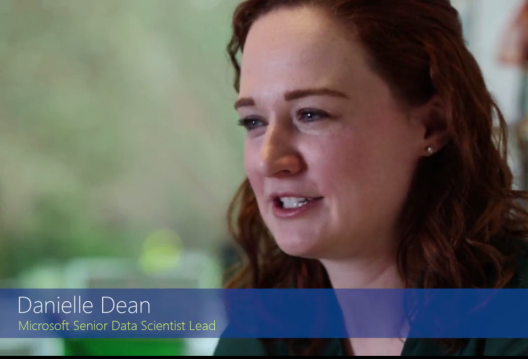 Danielle Dean
Microsoft Senior Data Scientist Lead